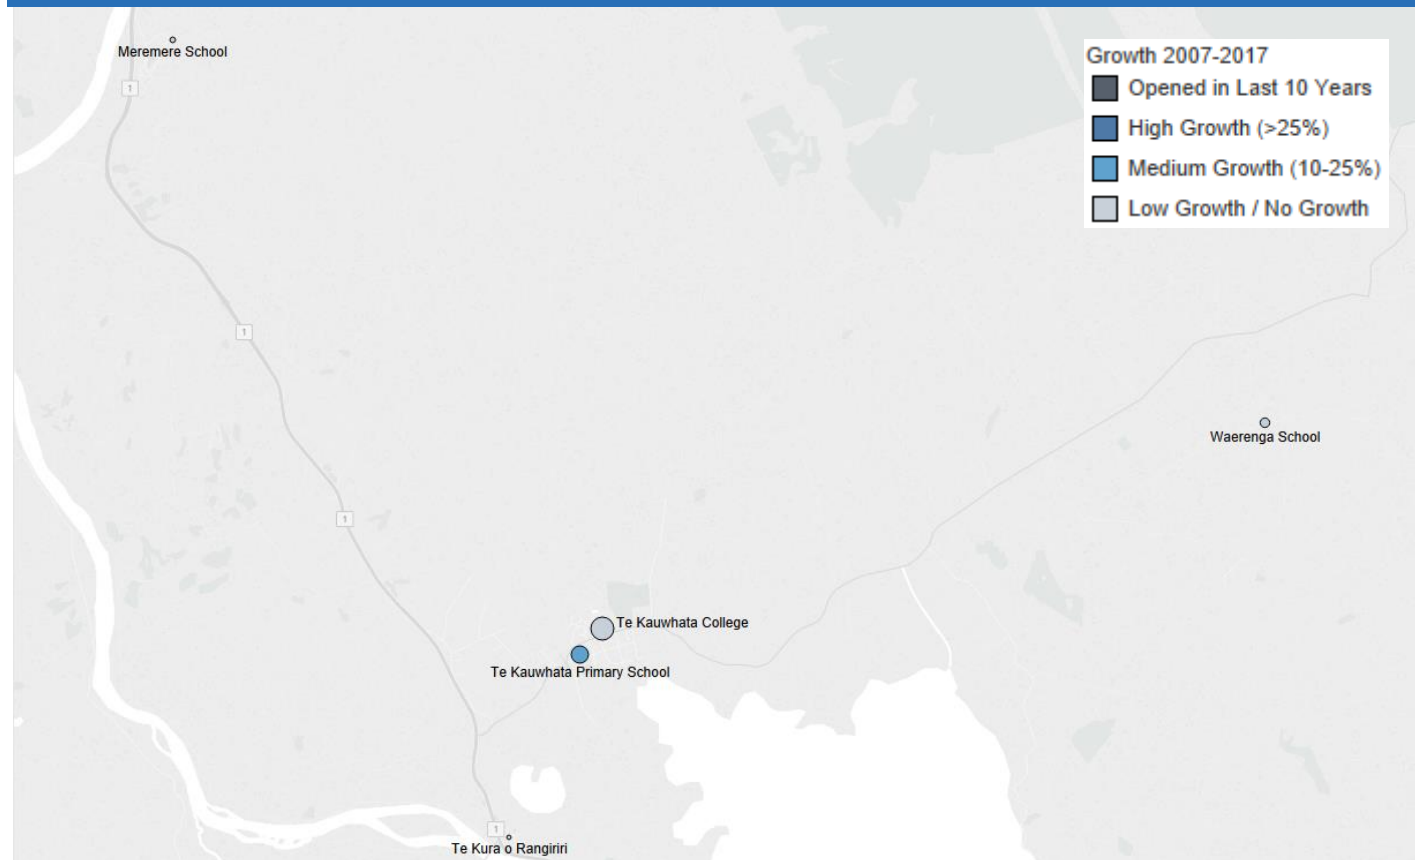 Meremere School
Growth 2007-2017
Opened in Last 10 Years
1
High Growth (>25%)
Medium Growth (10-25%)
Low Growth / No Growth
1
Waerenga School
1
Te Kauwhata College
Te Kauwhata Primary School
1
Te Kura o Rangiriri